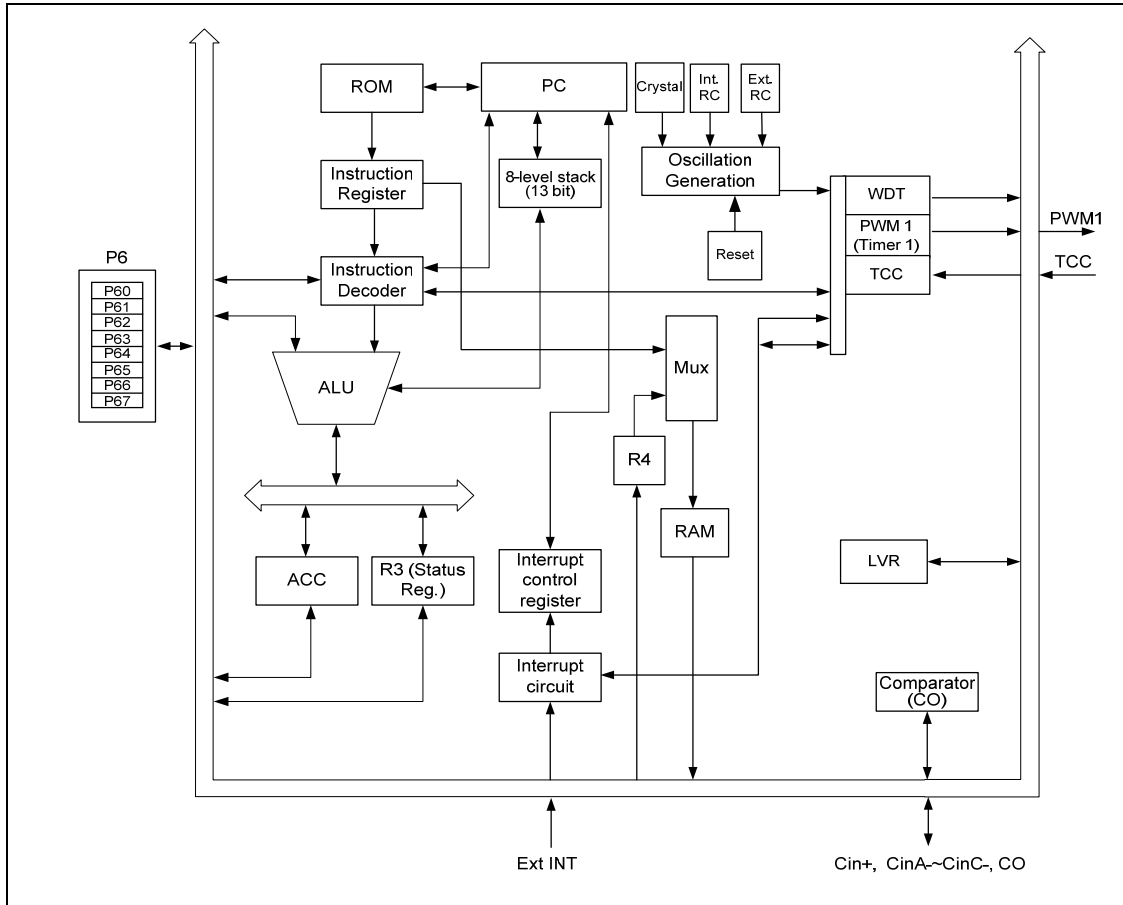 ROM
PC
Crystal
Int.
RC
Ext.
RC
Instruction
Register
8-level stack
(13 bit)
Oscillation
Generation
WDT
PWM 1
(Timer 1)
TCC
PWM1
TCC
Reset
P6
P60
P61
P62
P63
P64
P65
P66
P67
Instruction
Decoder
ALU
Mux
R4
RAM
ACC
R3 (Status
Reg.)
Interrupt
control
register
LVR
Interrupt
circuit
Comparator
(CO)
Ext INT
Cin+, CinA-~CinC-, CO